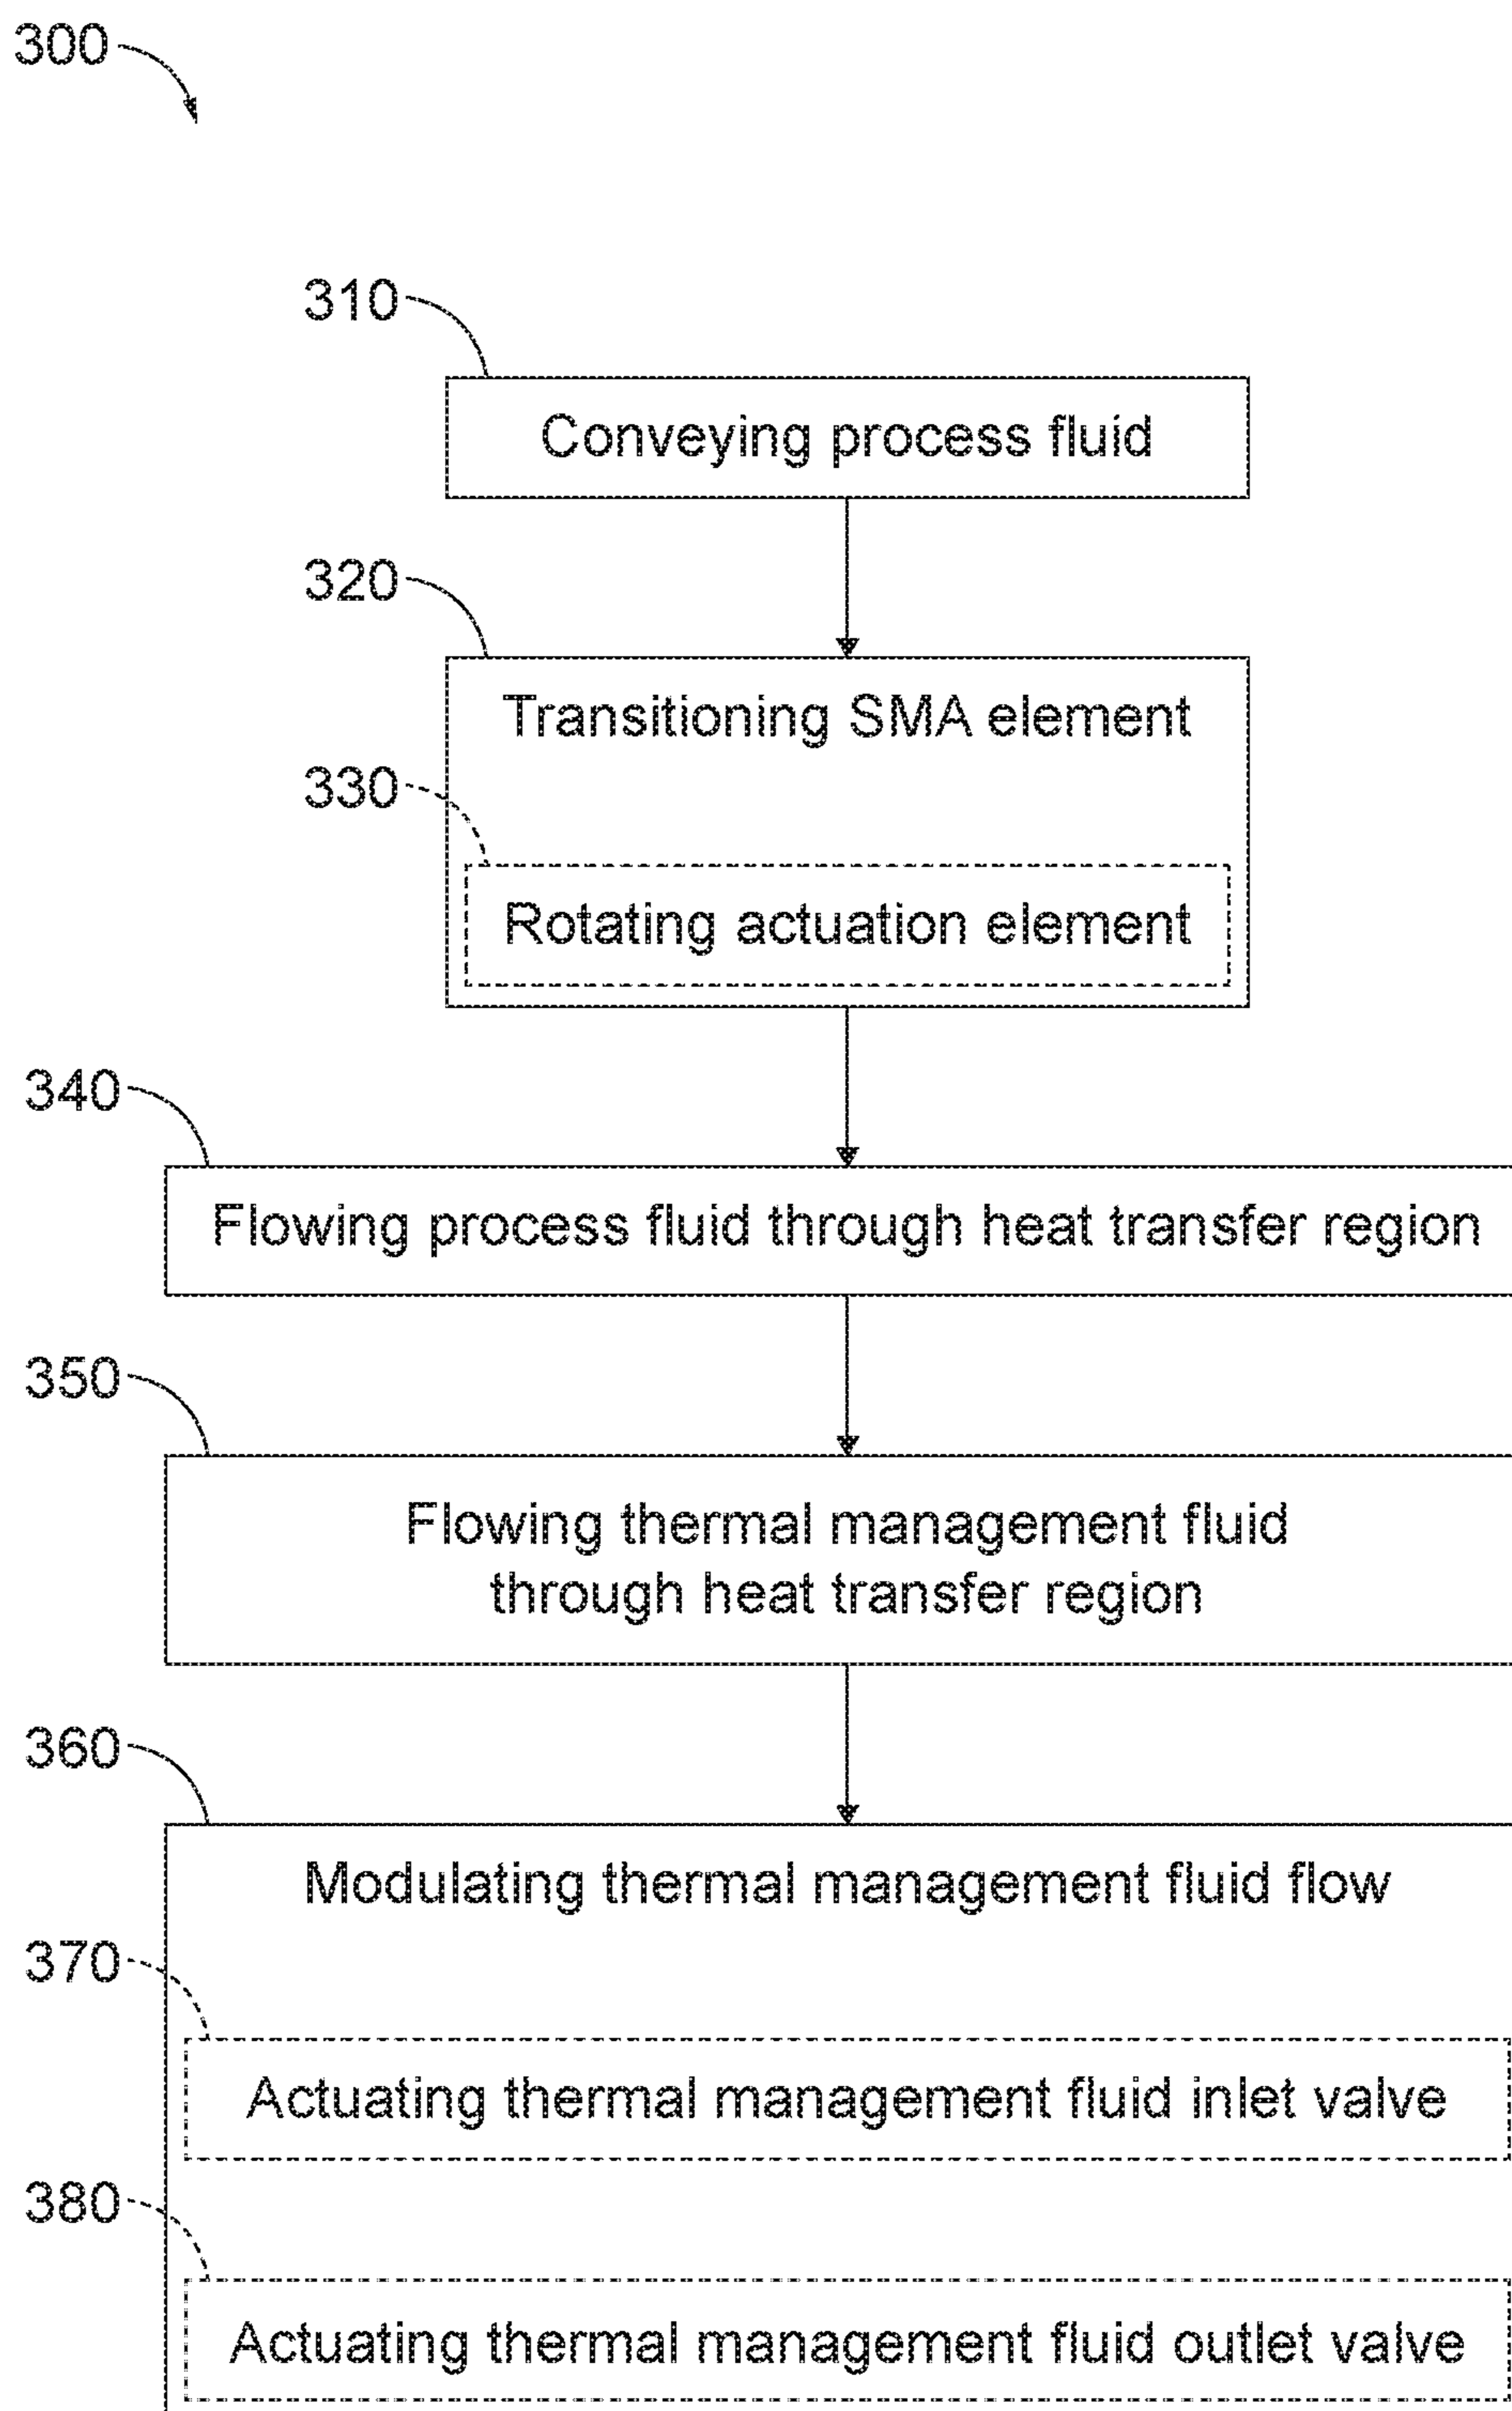 300
310
Conveying process fluid
320
Transitioning SMA element
330
Rotating actuation element
340
Flowing process fluid through heat transfer region
350
Flowing thermal management fluid
through heat transfer region
360
Modulating thermal management fluid flow
370
Actuating thermal management fluid inlet valve
380
Actuating thermal management fluid outlet valve